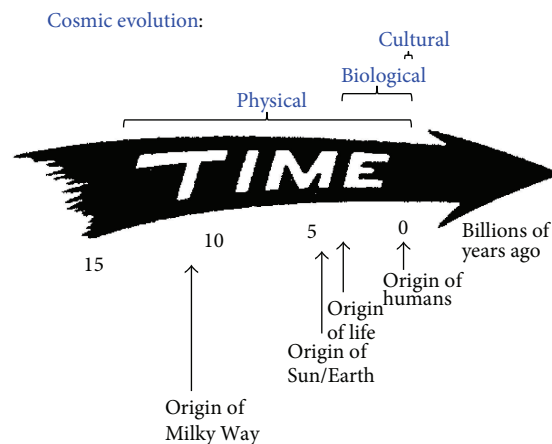 Cosmic evolution:
Cultural
Biological
Physical
TIME
15
10
5
0
Billions of
years ago
Origin of
humans
Origin
of life
Origin of
Sun/Earth
Origin of
Milky Way